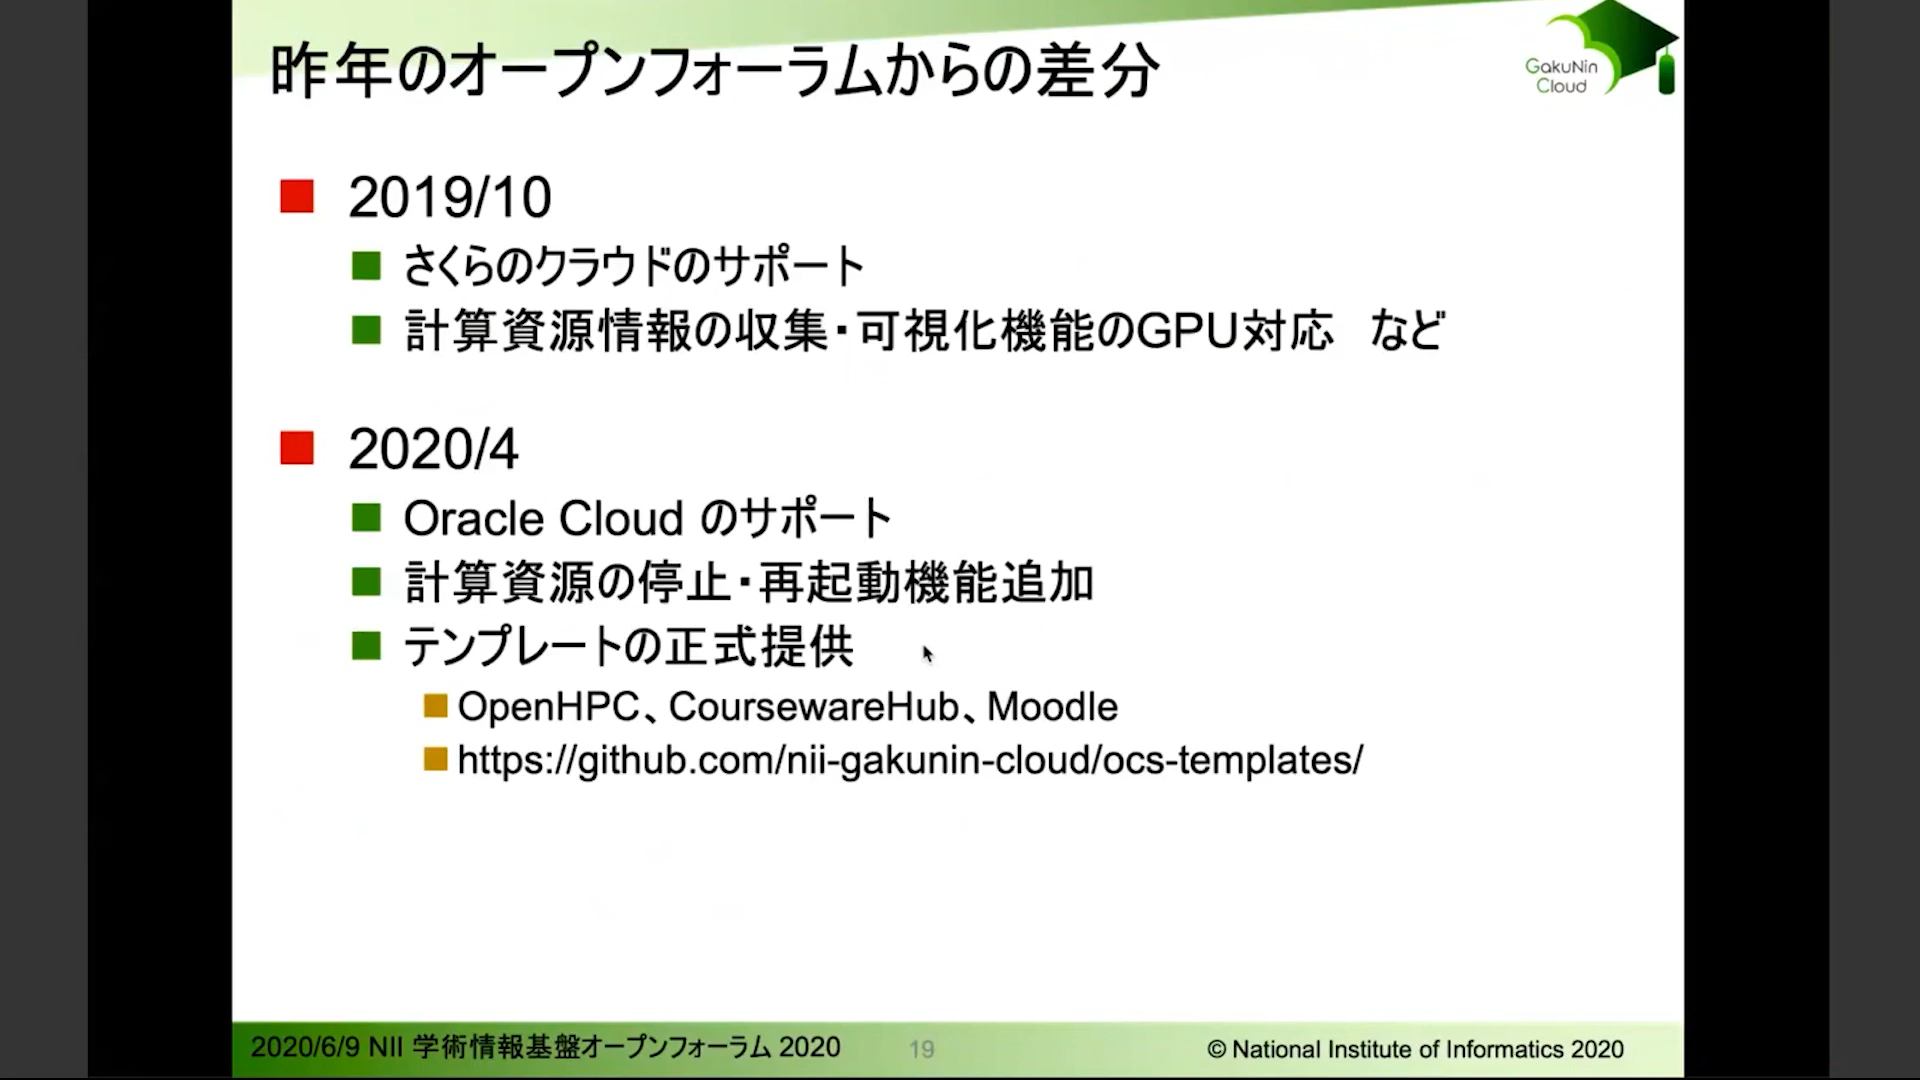 昨年のオープンフォーラムからの差分
GakuNin
Cloud
2019/10
さくらのクラウドのサポート
計算資源情報の収集・可視化機能のGPU対応　など
2020/4
Oracle Cloud のサポート
計算資源の停止・再起動機能追加
テンプレートの正式提供
OpenHPC、CoursewareHub、Moodle
https://github.com/nii-gakunin-cloud/ocs-templates/
2020/6/9 NII 学術情報基盤オープンフォーラム 2020
19
© National Institute of Informatics 2020